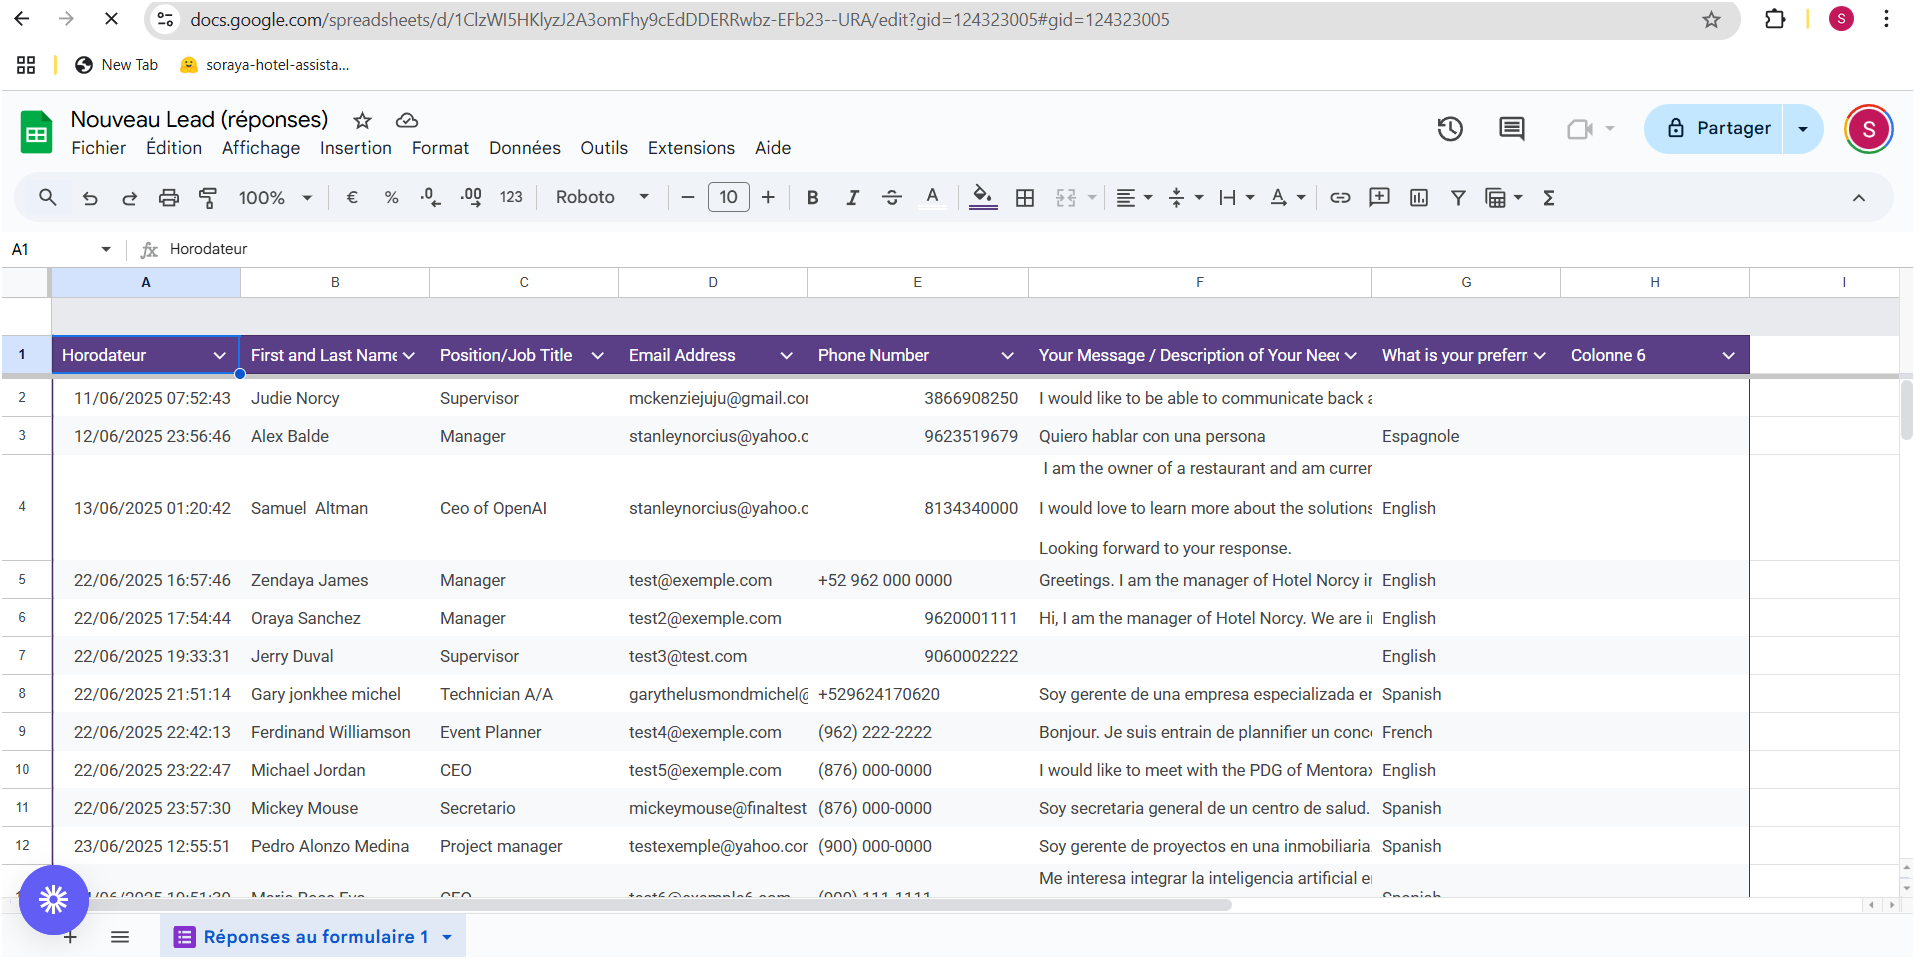 docs.google.com/spreadsheets/d/1ClzWI5HKlyzJ2A3omFhy9cEdDDERRwbz-EFb23--URA/edit?gid=124323005#gid=124323005
S
New Tab
soraya-hotel-assista...
Nouveau Lead (réponses)
Fichier Édition Affichage Insertion Format Données Outils Extensions Aide
Partager
S
100% € % .0 .00 123 Roboto 10 B I A Σ
A1 fx Horodateur
A B C D E F G H I
1 Horodateur First and Last Name Position/Job Title Email Address Phone Number Your Message / Description of Your Need What is your preferr Colonne 6
2 11/06/2025 07:52:43 Judie Norcy Supervisor mckenziejuju@gmail.cor 3866908250 I would like to be able to communicate back a
3 12/06/2025 23:56:46 Alex Balde Manager stanleynorcius@yahoo.c 9623519679 Quiero hablar con una persona Espagnole
I am the owner of a restaurant and am curren
4 13/06/2025 01:20:42 Samuel  Altman Ceo of OpenAI stanleynorcius@yahoo.c 8134340000 I would love to learn more about the solutions English
Looking forward to your response.
5 22/06/2025 16:57:46 Zendaya James Manager test@exemple.com +52 962 000 0000 Greetings. I am the manager of Hotel Norcy in English
6 22/06/2025 17:54:44 Oraya Sanchez Manager test2@exemple.com 9620001111 Hi, I am the manager of Hotel Norcy. We are in English
7 22/06/2025 19:33:31 Jerry Duval Supervisor test3@test.com 9060002222 English
8 22/06/2025 21:51:14 Gary jonkhee michel Technician A/A garythelusmondmichel@ +529624170620 Soy gerente de una empresa especializada en Spanish
9 22/06/2025 22:42:13 Ferdinand Williamson Event Planner test4@exemple.com (962) 222-2222 Bonjour. Je suis entrain de plannifier un conc French
10 22/06/2025 23:22:47 Michael Jordan CEO test5@exemple.com (876) 000-0000 I would like to meet with the PDG of Mentorax English
11 22/06/2025 23:57:30 Mickey Mouse Secretario mickeymouse@finaltest (876) 000-0000 Soy secretaria general de un centro de salud. Spanish
12 23/06/2025 12:55:51 Pedro Alonzo Medina Project manager testexemple@yahoo.cor (900) 000-0000 Soy gerente de proyectos en una inmobiliaria. Spanish
Me interesa integrar la inteligencia artificial en
CEO Spanish
Réponses au formulaire 1